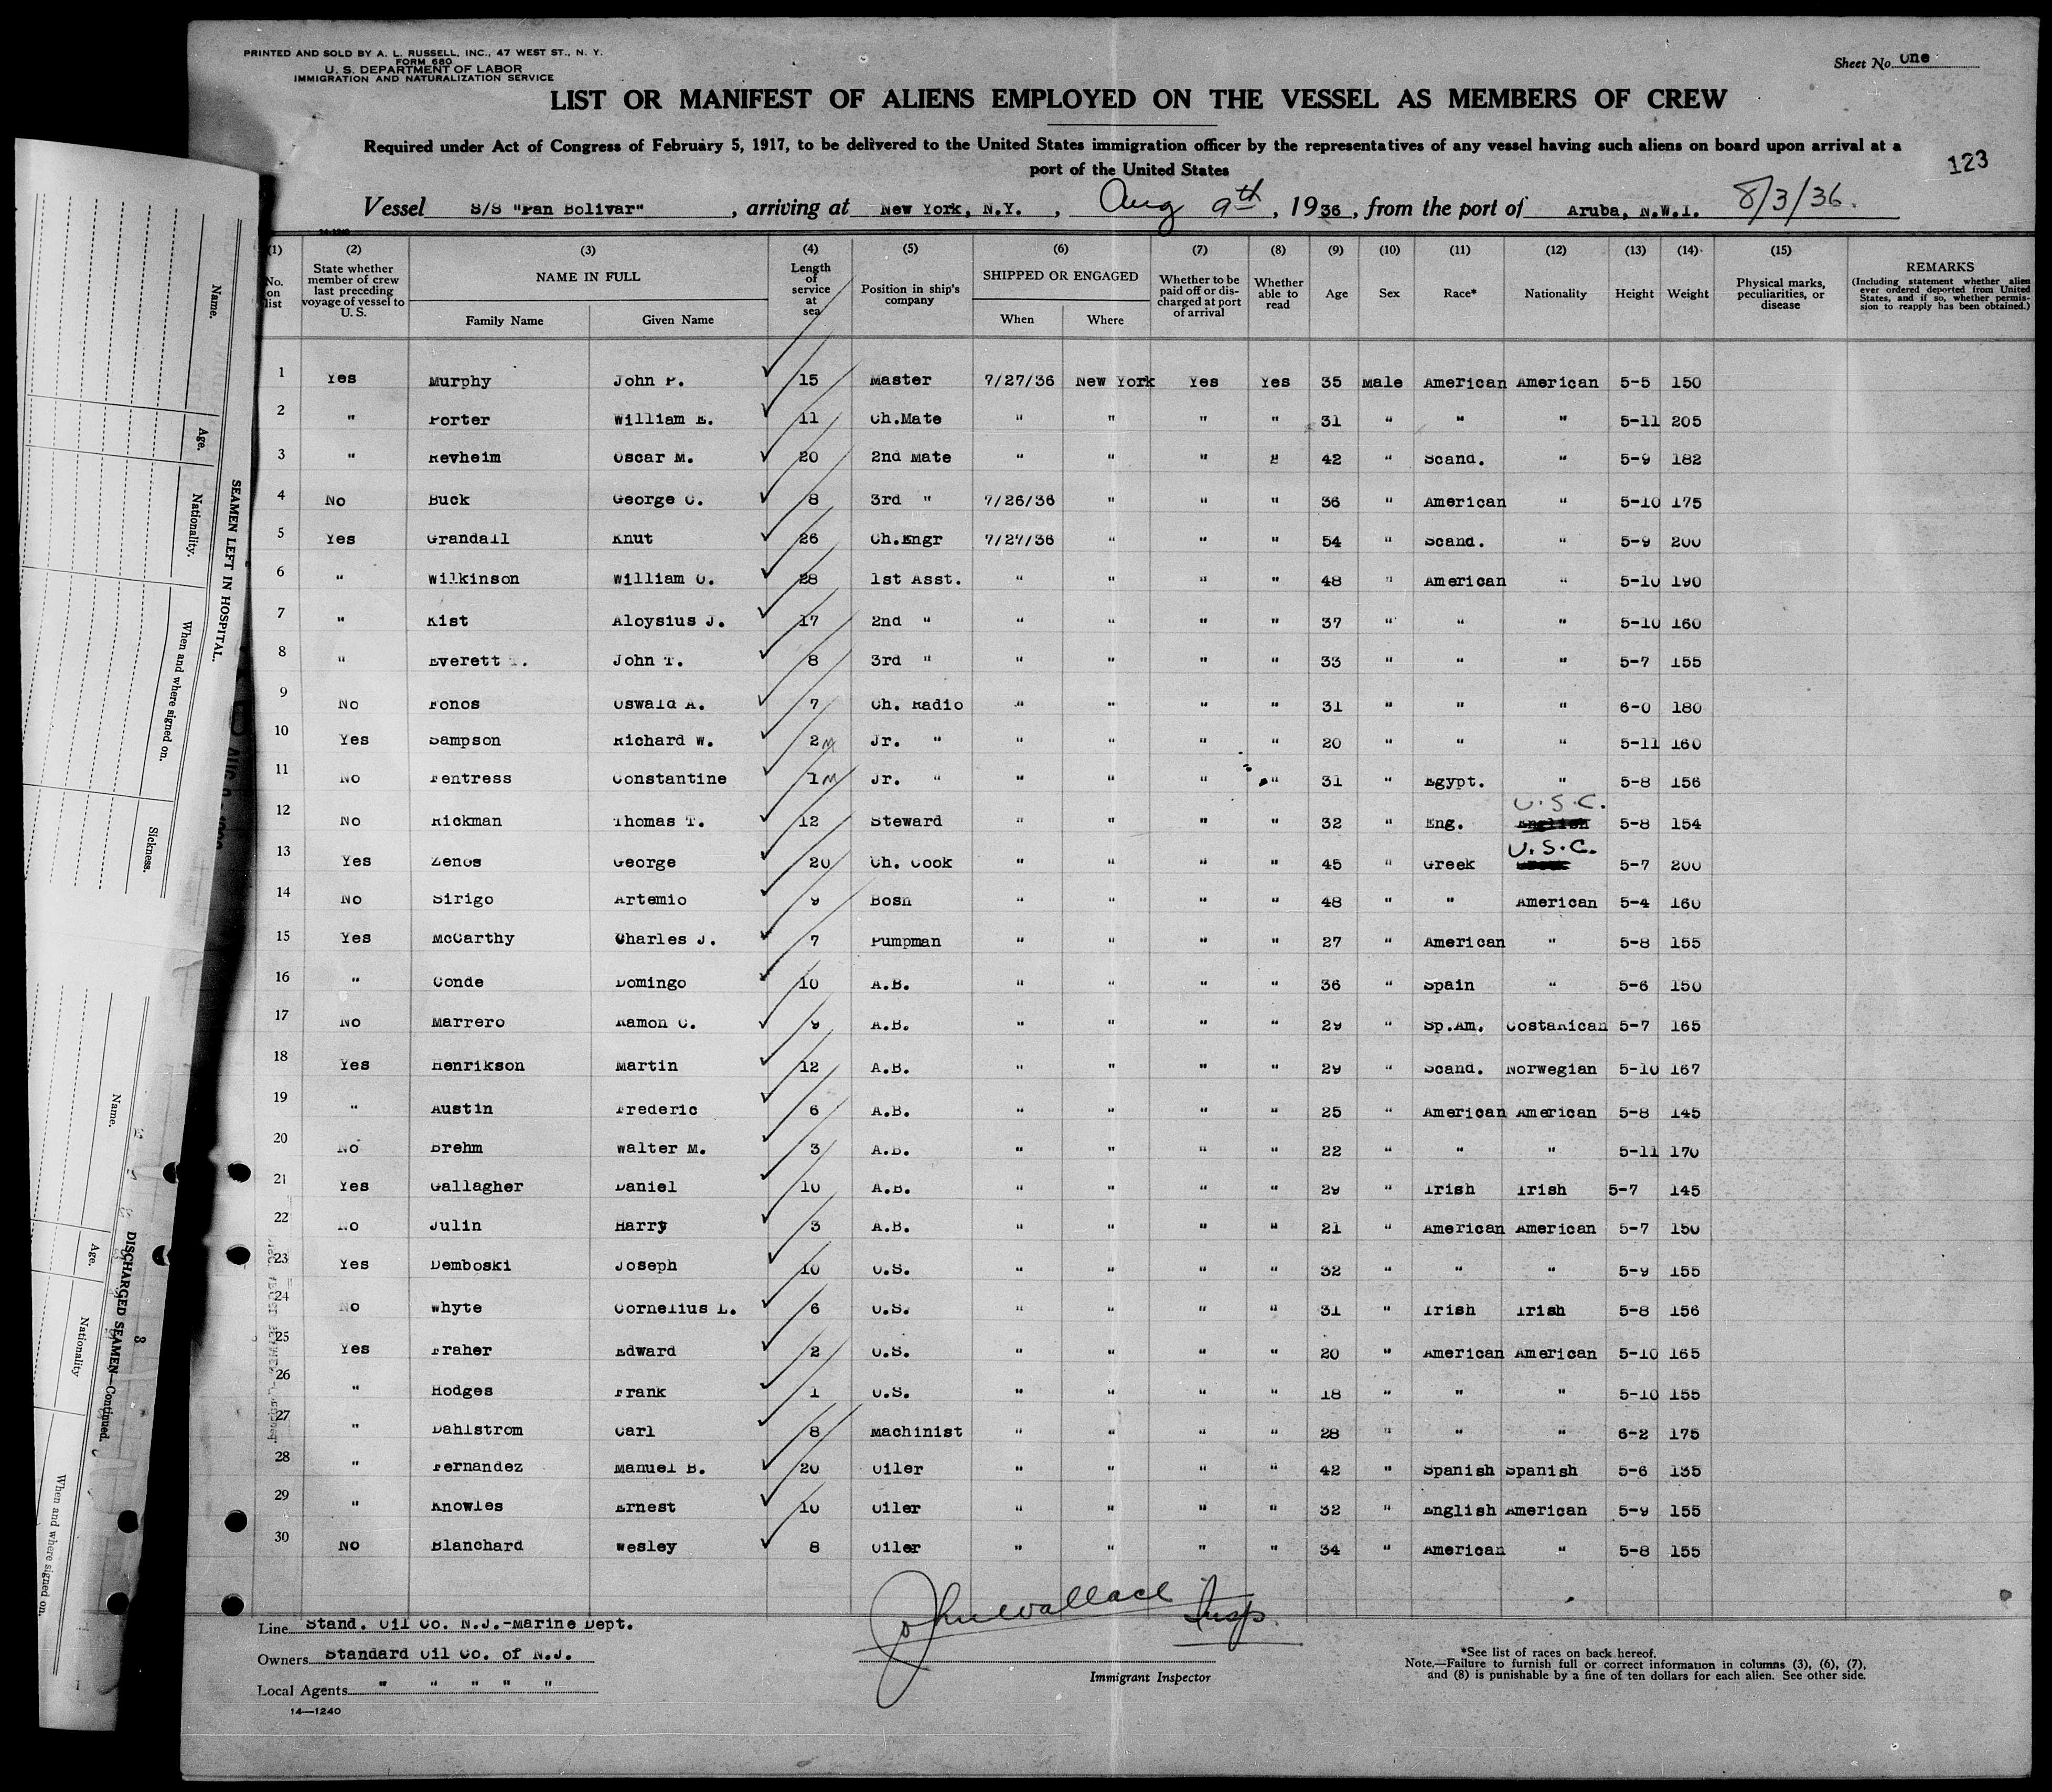 PRINTED AND SOLD BY A. L. RUSSELL, INC., 47 WEST ST., N. Y.
FORM 680
U. S. DEPARTMENT OF LABOR
IMMIGRATION AND NATURALIZATION SERVICE
Sheet No. One
LIST OR MANIFEST OF ALIENS EMPLOYED ON THE VESSEL AS MEMBERS OF CREW
Required under Act of Congress of February 5, 1917, to be delivered to the United States immigration officer by the representatives of any vessel having such aliens on board upon arrival at a
port of the United States
123
Vessel S/S "Pan Bolivar", arriving at New York, N.Y., Aug 9th, 1936, from the port of Aruba, N.W.I. 8/3/36.
(1) (2) (3) (4) (5) (6) (7) (8) (9) (10) (11) (12) (13) (14) (15)
No. on list
State whether member of crew last preceding voyage of vessel to U. S.
NAME IN FULL
Family Name Given Name
Length of service at sea
Position in ship's company
SHIPPED OR ENGAGED
When Where
Whether to be paid off or discharged at port of arrival
Whether able to read
Age
Sex
Race*
Nationality
Height
Weight
Physical marks, peculiarities, or disease
REMARKS
(Including statement whether alien ever ordered deported from United States, and if so, whether permission to reapply has been obtained.)
1 Yes Murphy John P. 15 Master 7/27/36 New York Yes Yes 35 Male American American 5-5 150
2 " Porter William E. 11 Ch.Mate " " " " 31 " " " 5-11 205
3 " Revheim Oscar M. 20 2nd Mate " " " " 42 " Scand. " 5-9 182
4 No Buck George C. 8 3rd " 7/26/36 " " " 36 " American " 5-10 175
5 Yes Grandall Knut 26 Ch.Engr 7/27/36 " " " 54 " Scand. " 5-9 200
6 " Wilkinson William O. 28 1st Asst. " " " " 48 " American " 5-10 190
7 " Kist Aloysius J. 17 2nd " " " " " 37 " " " 5-10 160
8 " Everett John T. 8 3rd " " " " " 33 " " " 5-7 155
9 No Fonos Oswald A. 7 Ch. Radio " " " " 31 " " " 6-0 180
10 Yes Sampson Richard W. 2M Jr. " " " " " 20 " " " 5-11 160
11 No Fentress Constantine 1M Jr. " " " " " 31 " Egypt. " 5-8 156
U.S.C.
12 No Rickman Thomas T. 12 Steward " " " " 32 " Eng. English 5-8 154
U.S.C.
13 Yes Zenos George 20 Ch. Cook " " " " 45 " Greek 5-7 200
14 No Sirigo Artemio 9 Bosn " " " " 48 " " American 5-4 160
15 Yes McCarthy Charles J. 7 Pumpman " " " " 27 " American " 5-8 155
16 " Conde Domingo 10 A.B. " " " " 36 " Spain " 5-6 150
17 No Marrero Ramon C. 9 A.B. " " " " 29 " Sp.Am. CostaRican 5-7 165
18 Yes Henrikson Martin 12 A.B. " " " " 29 " Scand. Norwegian 5-10 167
19 " Austin Frederic 6 A.B. " " " " 25 " American American 5-8 145
20 No Brehm Walter M. 3 A.B. " " " " 22 " " " 5-11 170
21 Yes Gallagher Daniel 10 A.B. " " " " 29 " Irish Irish 5-7 145
22 No Julin Harry 3 A.B. " " " " 21 " American American 5-7 150
23 Yes Demboski Joseph 10 O.S. " " " " 32 " " " 5-9 155
24 No Whyte Cornelius L. 6 O.S. " " " " 31 " Irish Irish 5-8 156
25 Yes Fraher Edward 2 O.S. " " " " 20 " American American 5-10 165
26 " Hodges Frank 1 O.S. " " " " 18 " " " 5-10 155
27 " Dahlstrom Carl 8 Machinist " " " " 28 " " " 6-2 175
28 " Fernandez Manuel B. 20 Oiler " " " " 42 " Spanish Spanish 5-6 135
29 " Knowles Ernest 10 Oiler " " " " 32 " English American 5-9 155
30 No Blanchard Wesley 8 Oiler " " " " 34 " American " 5-8 155
Line Stand. Oil Co. N.J.-Marine Dept.
Owners Standard Oil Co. of N.J.
Local Agents " " " " "
14—1240
John Wallace Insp.
Immigrant Inspector
*See list of races on back hereof.
Note.—Failure to furnish full or correct information in columns (3), (6), (7),
and (8) is punishable by a fine of ten dollars for each alien. See other side.
SEAMEN LEFT IN HOSPITAL.
Name. Age. Nationality. When and where signed on. Sickness.
DISCHARGED SEAMEN—Continued.
Name. Age. Nationality When and where signed on.